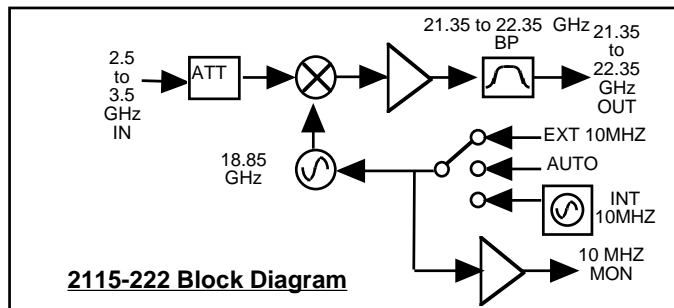 21.35 to 22.35 GHz
BP
21.35
to
22.35
GHz
OUT
2.5
to
3.5
GHz
IN
ATT
18.85
GHz
EXT 10MHZ
AUTO
INT
10MHZ
10 MHZ
MON
2115-222 Block Diagram